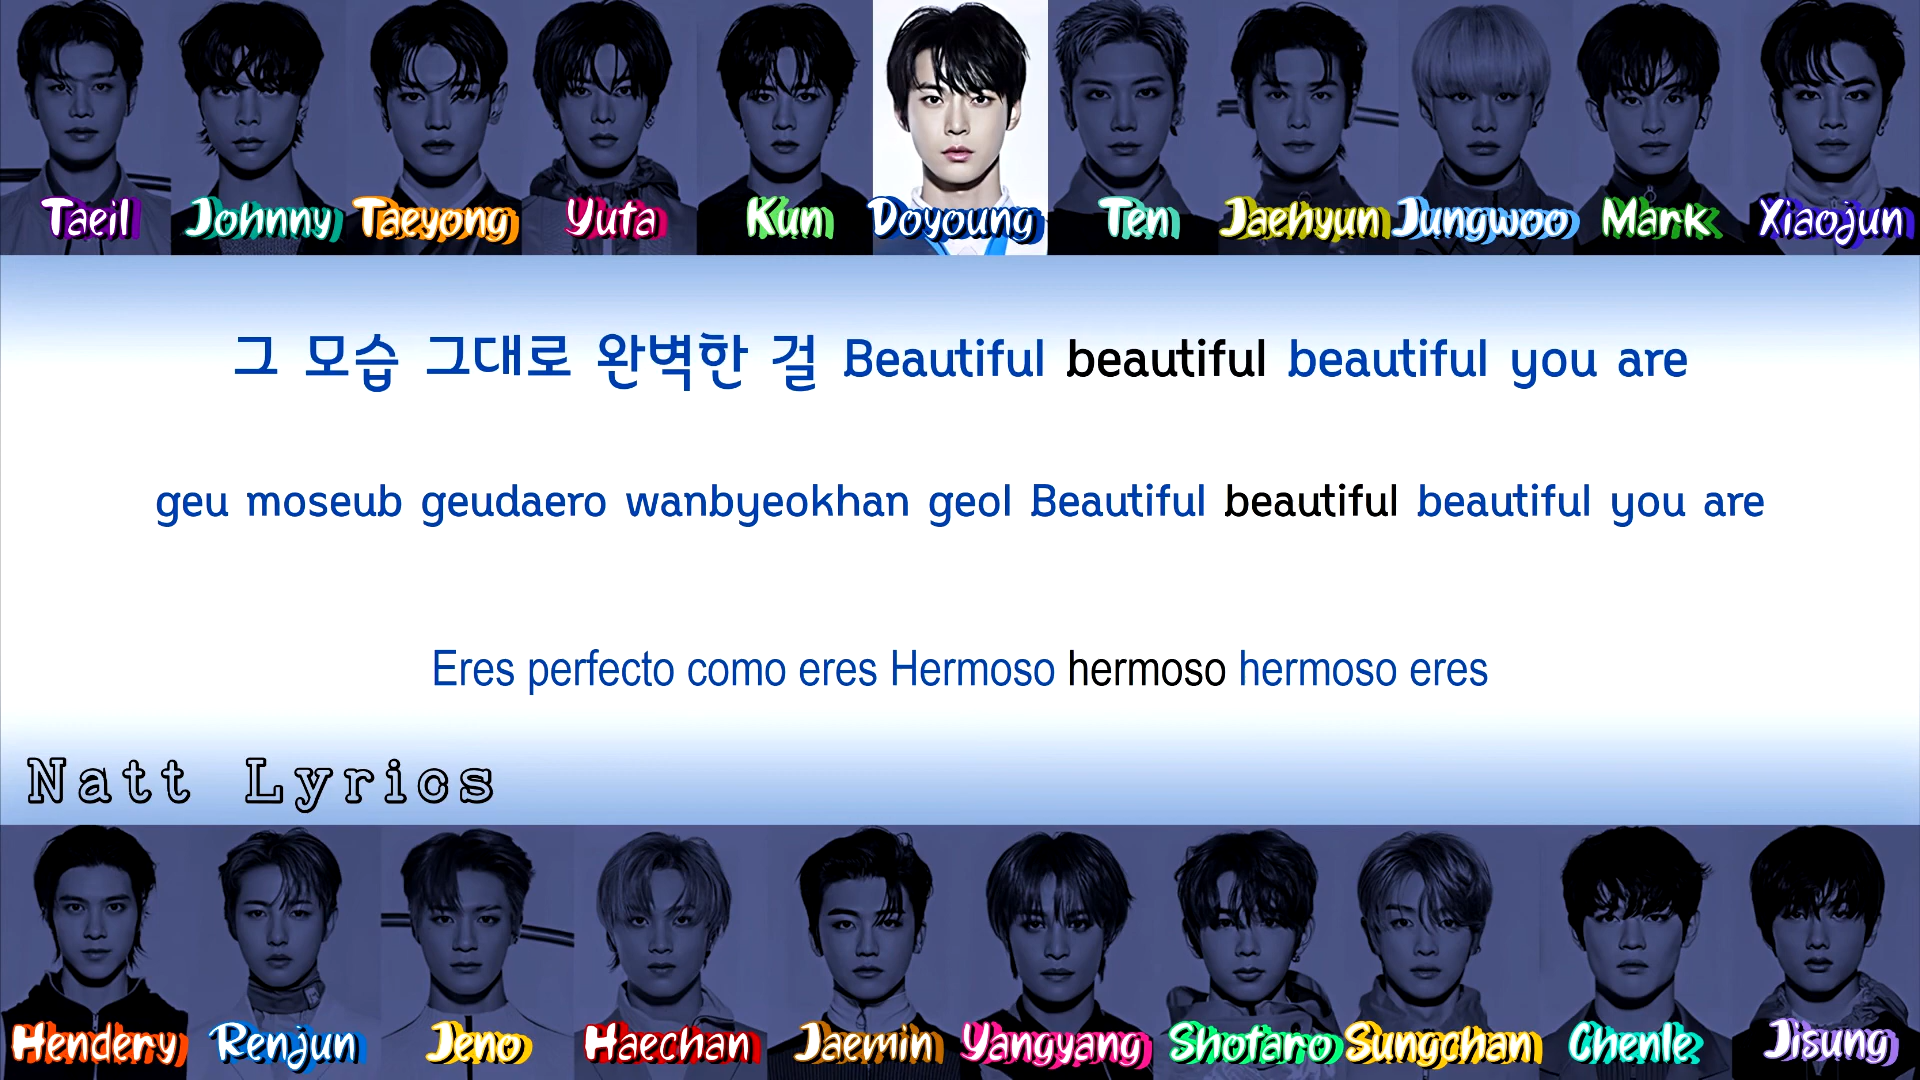 Taeil Johnny Taeyong Yuta Kun Doyoung Ten Jaehyun Jungwoo Mark Xiaojun
그 모습 그대로 완벽한 걸 Beautiful beautiful beautiful you are
geu moseub geudaero wanbyeokhan geol Beautiful beautiful beautiful you are
Eres perfecto como eres Hermoso hermoso hermoso eres
Natt Lyrics
Hendery Renjun Jeno Haechan Jaemin Yangyang Shotaro Sungchan Chenle Jisung